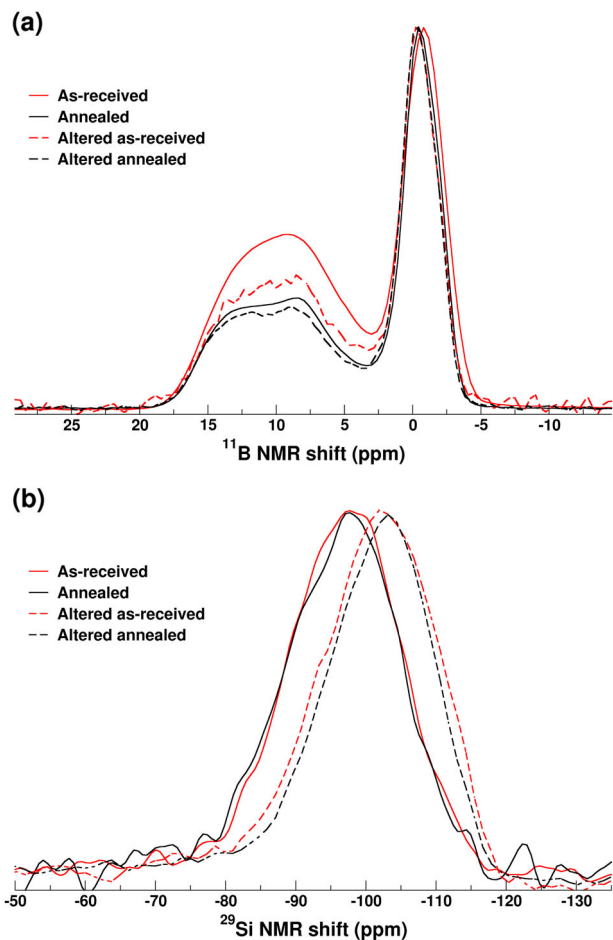 (a)
As-received
Annealed
Altered as-received
Altered annealed
25 20 15 10 5 0 -5 -10
¹¹B NMR shift (ppm)
(b)
As-received
Annealed
Altered as-received
Altered annealed
-50 -60 -70 -80 -90 -100 -110 -120 -130
²⁹Si NMR shift (ppm)